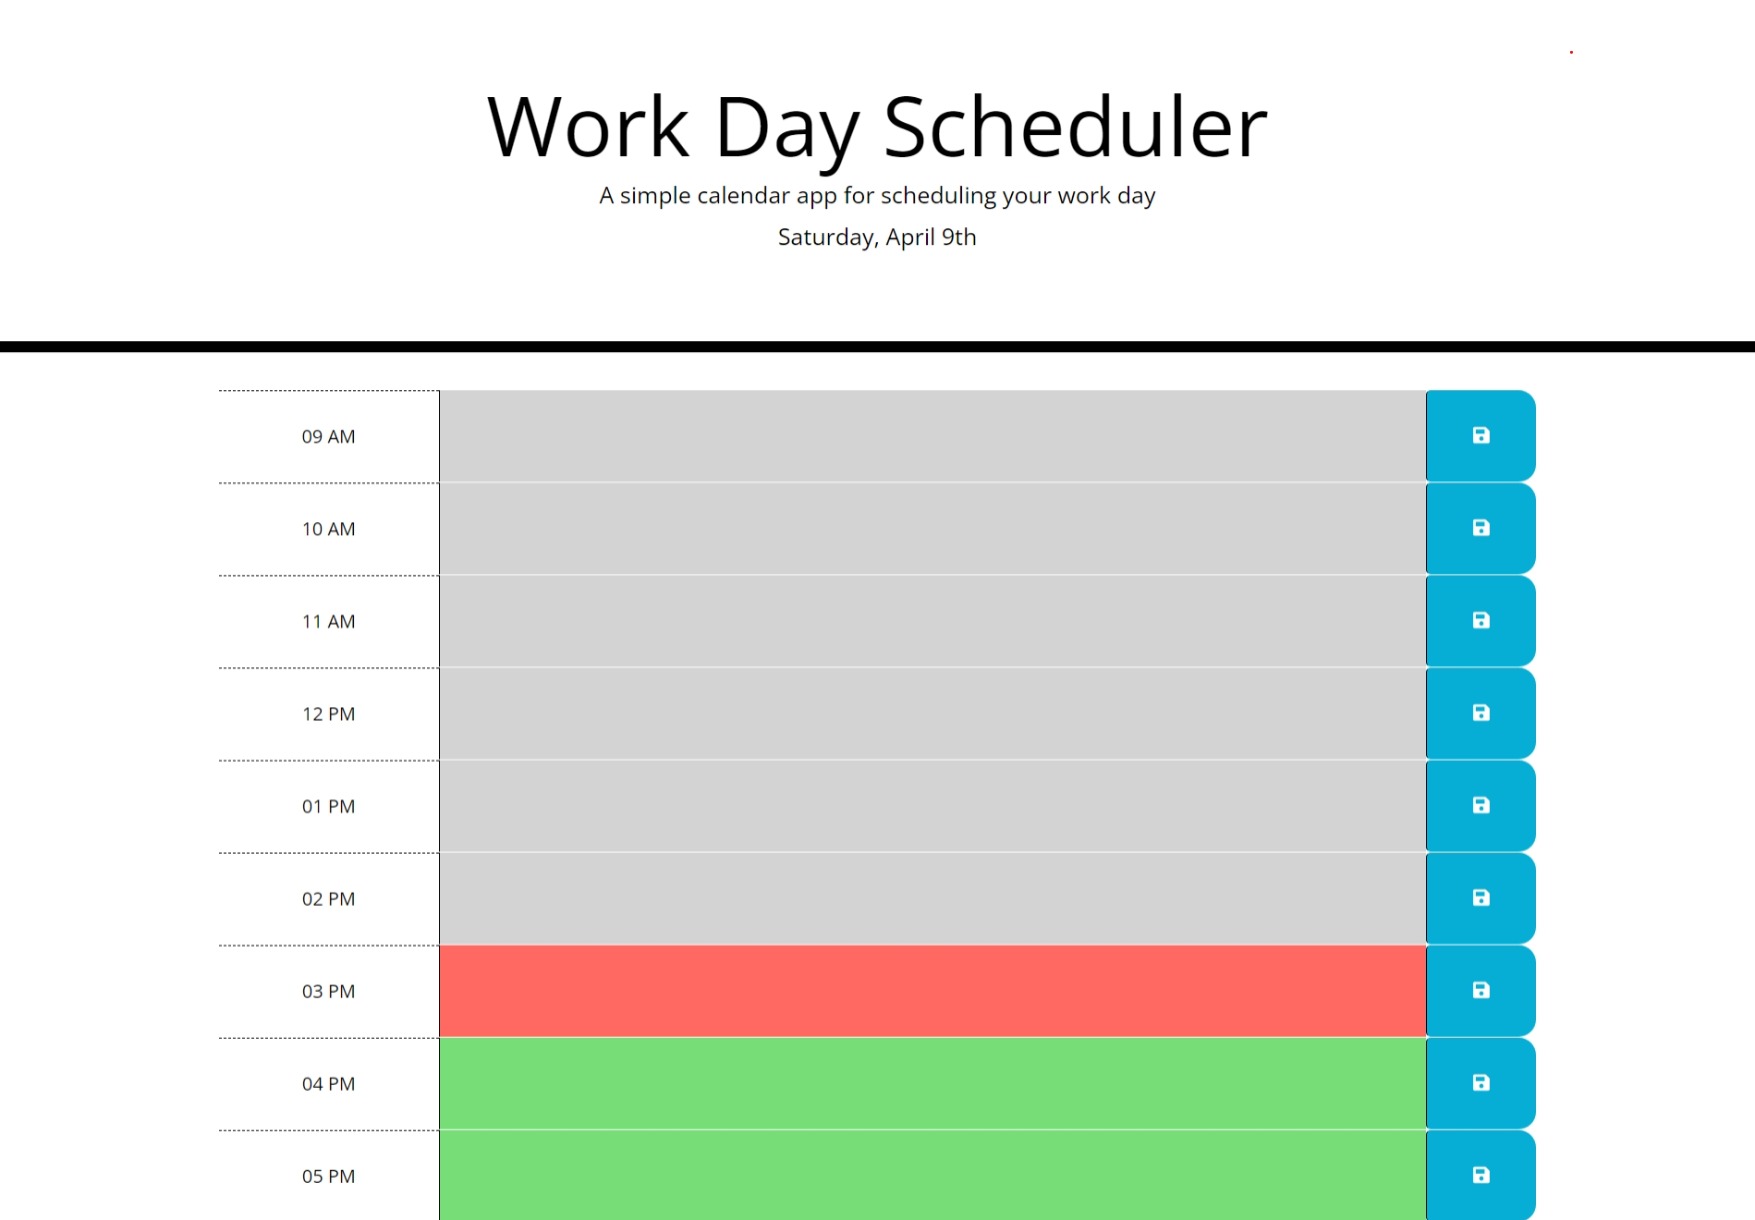 Work Day Scheduler
A simple calendar app for scheduling your work day
Saturday, April 9th
09 AM
10 AM
11 AM
12 PM
01 PM
02 PM
03 PM
04 PM
05 PM